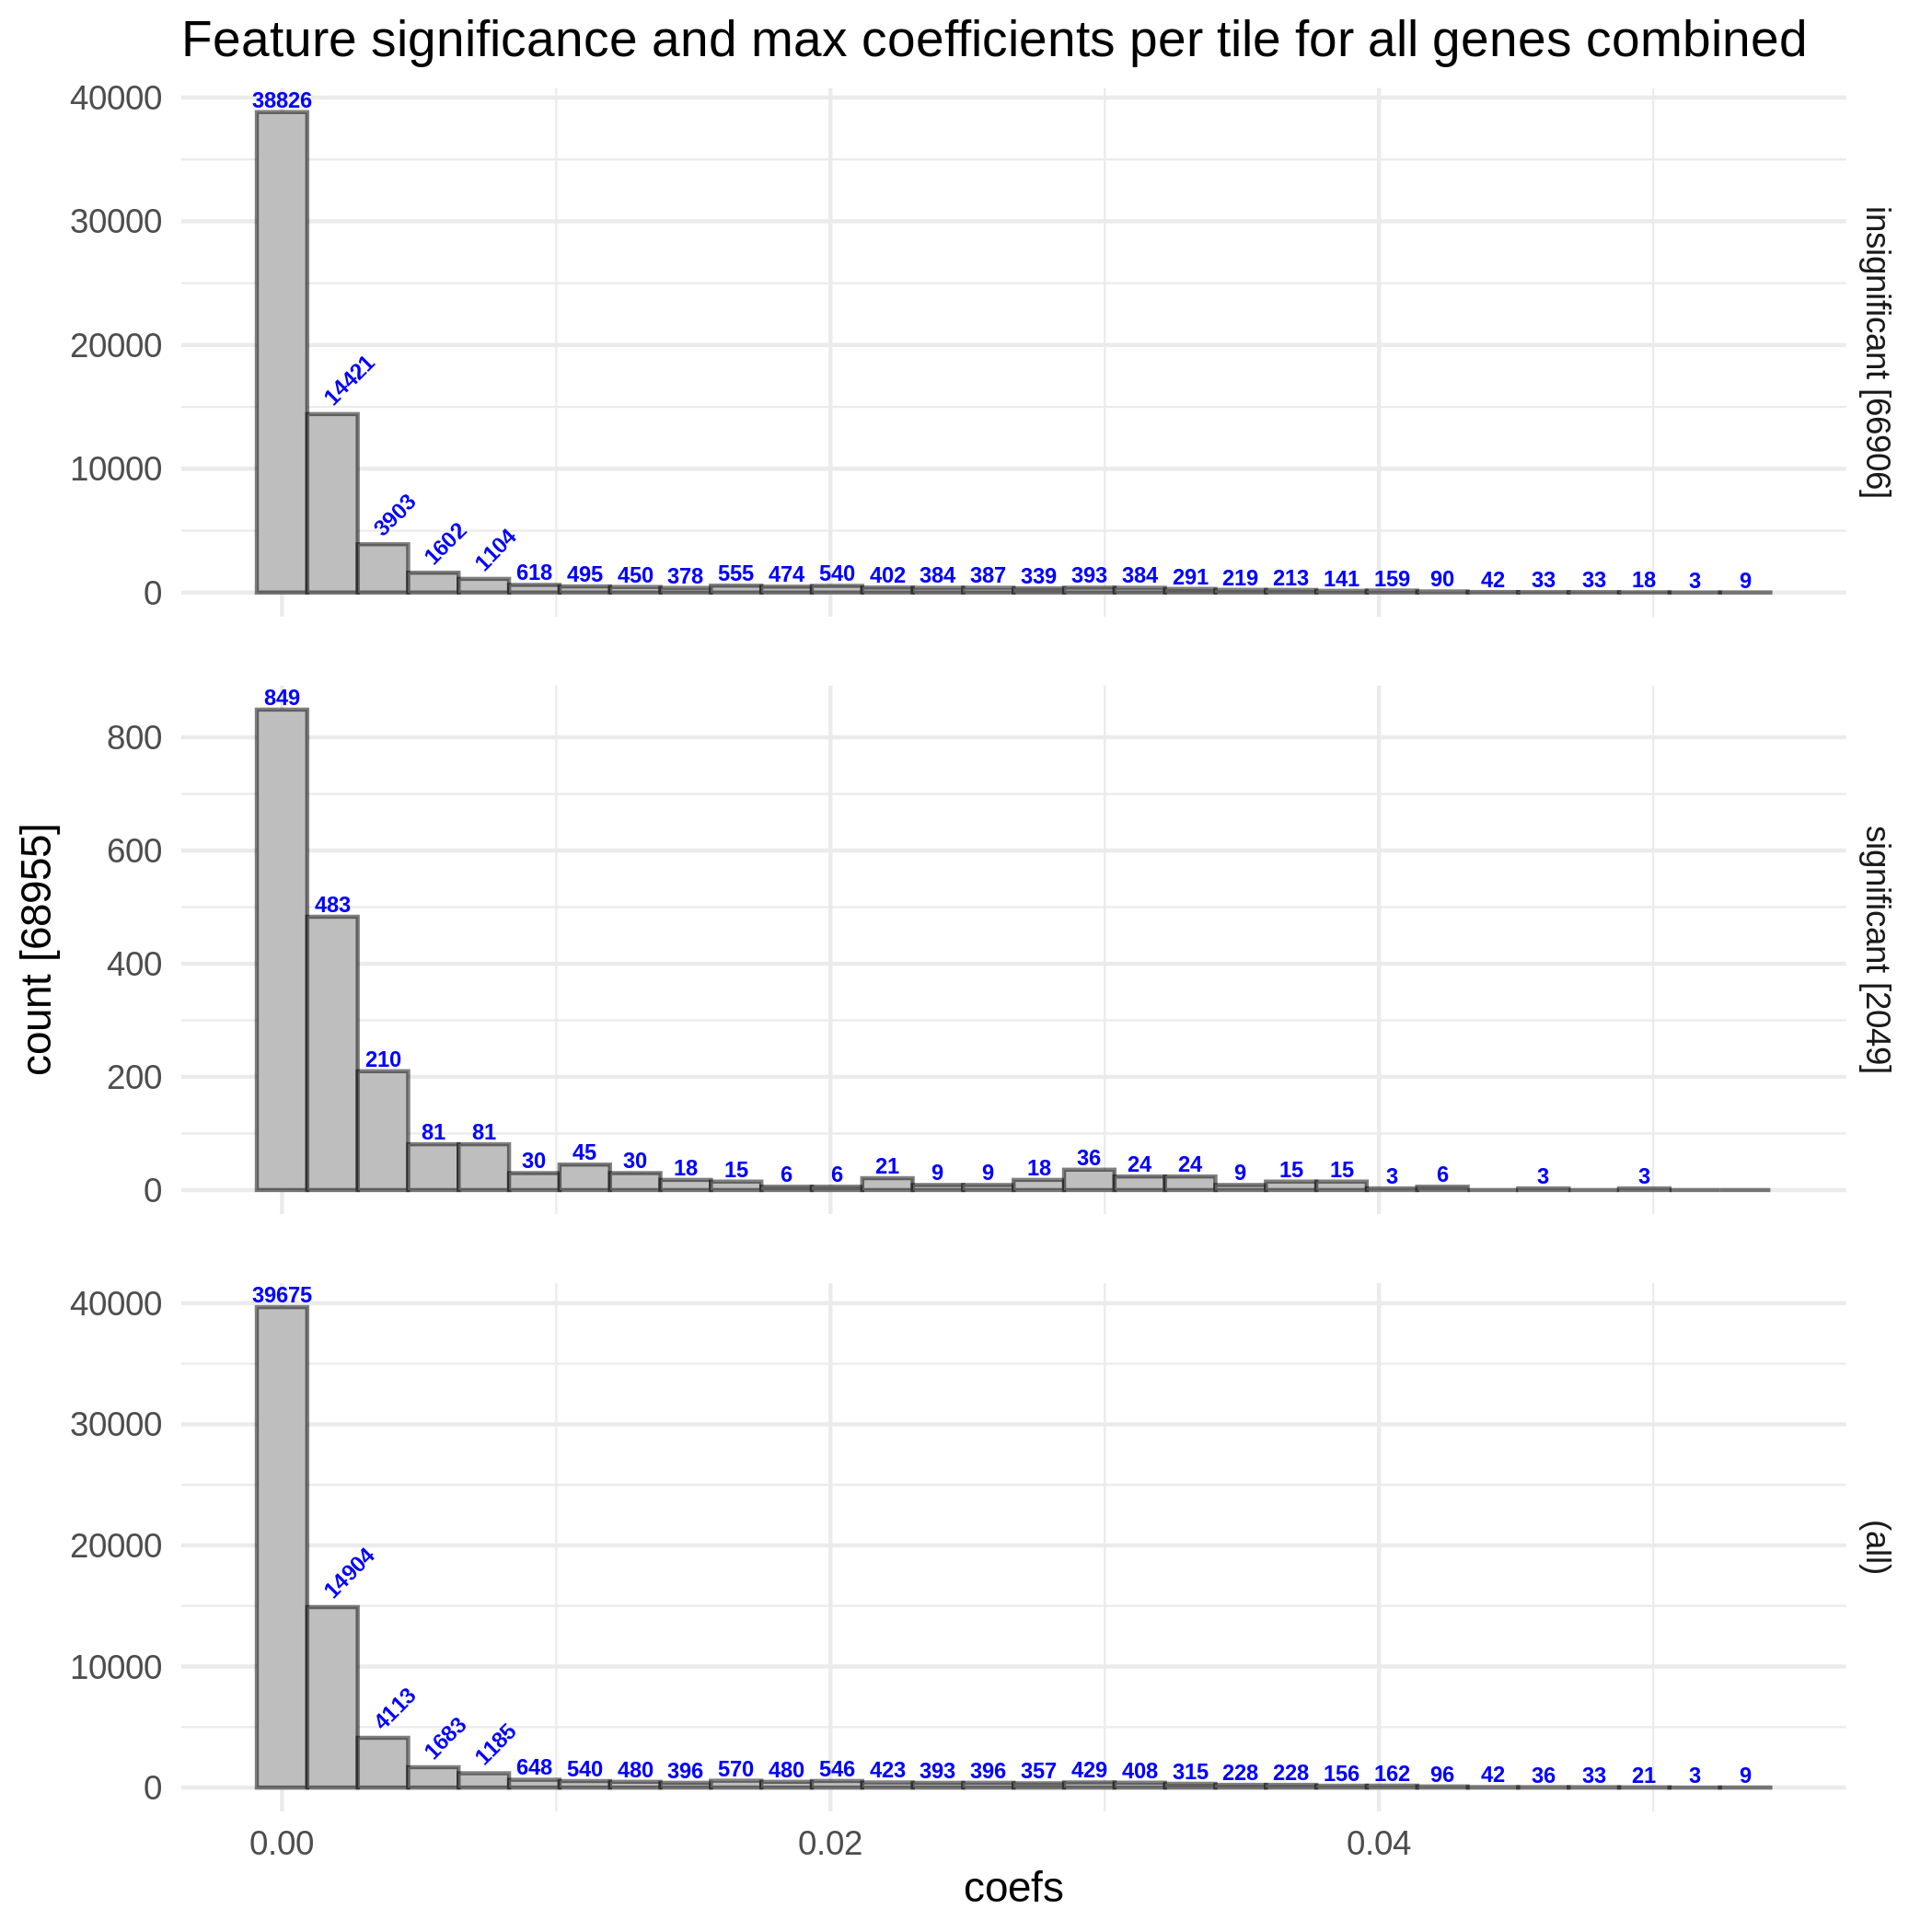 Feature significance and max coefficients per tile for all genes combined
count [68955]
40000
30000
20000
10000
0
38826 14421 3903 1602 1104 618 495 450 378 555 474 540 402 384 387 339 393 384 291 219 213 141 159 90 42 33 33 18 3 9
insignificant [66906]
800
600
400
200
0
849 483 210 81 81 30 45 30 18 15 6 6 21 9 9 18 36 24 24 9 15 15 3 6 3 3
significant [2049]
40000
30000
20000
10000
0
39675 14904 4113 1683 1185 648 540 480 396 570 480 546 423 393 396 357 429 408 315 228 228 156 162 96 42 36 33 21 3 9
(all)
0.00 0.02 0.04
coefs